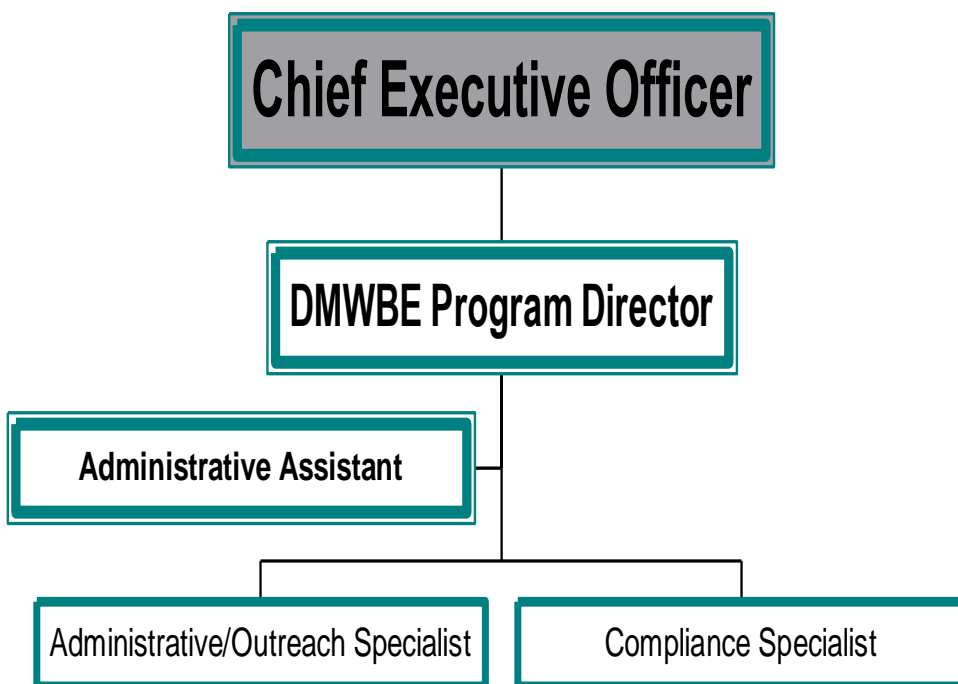 Chief Executive Officer
DMWBE Program Director
Administrative Assistant
Administrative/Outreach Specialist
Compliance Specialist